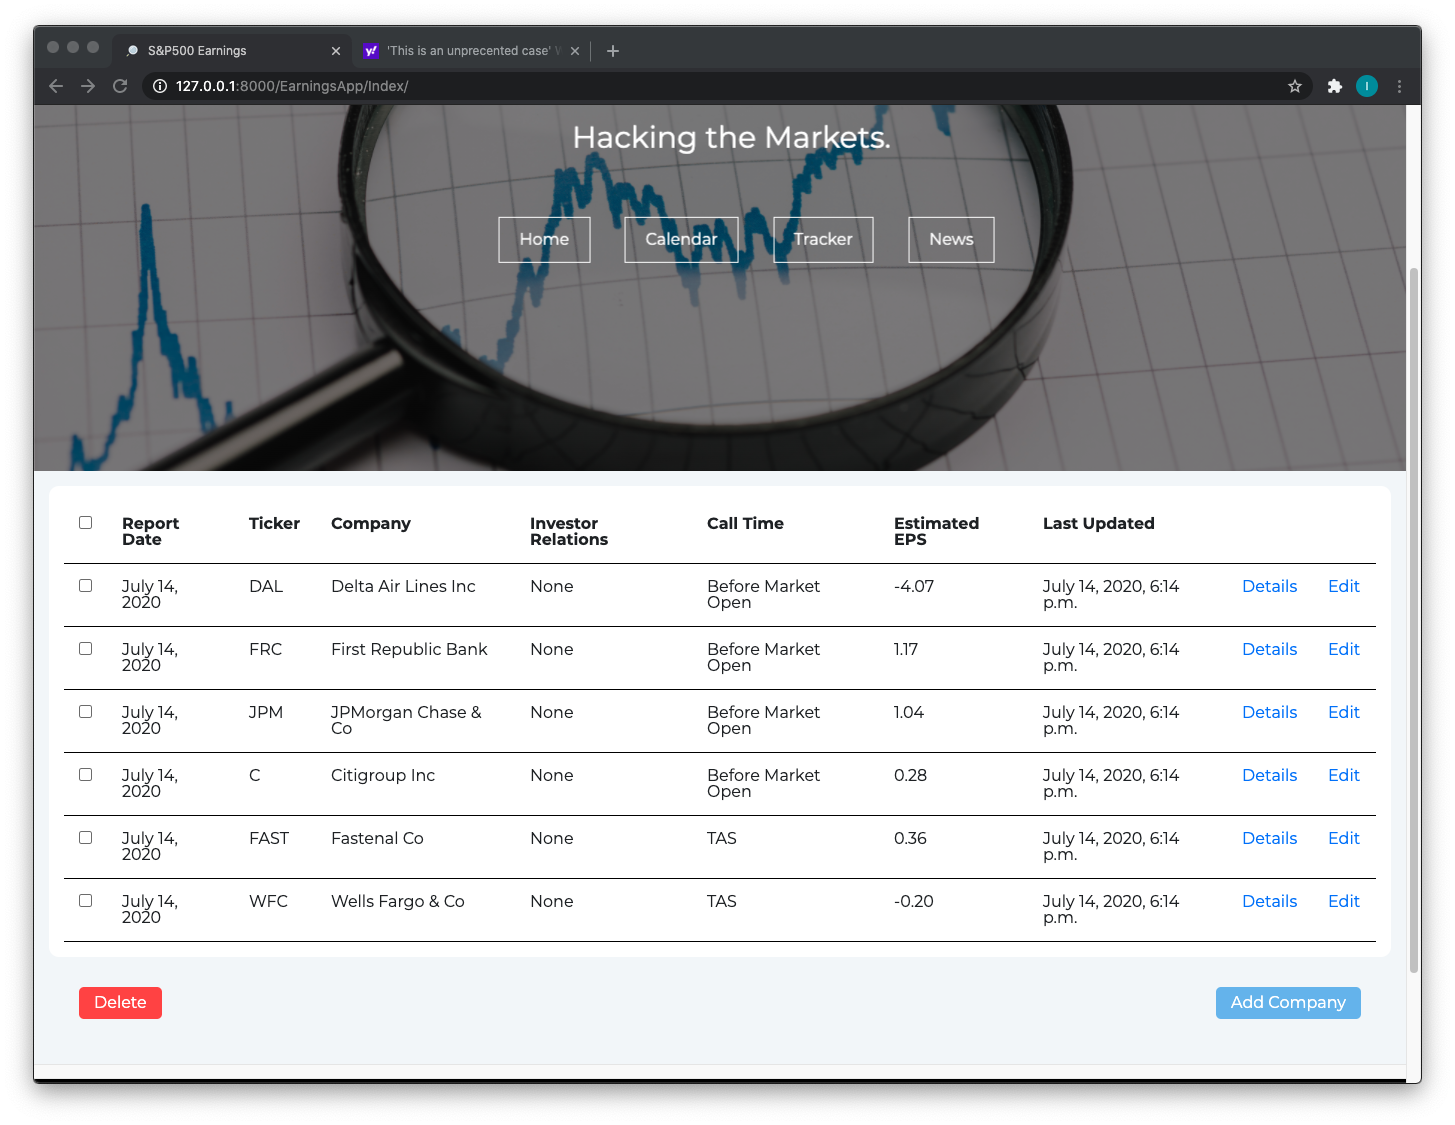 S&P500 Earnings
'This is an unprecented case'
127.0.0.1:8000/EarningsApp/Index/
I
Hacking the Markets.
Home Calendar Tracker News
Report Date Ticker Company Investor Relations Call Time Estimated EPS Last Updated
July 14, 2020 DAL Delta Air Lines Inc None Before Market Open -4.07 July 14, 2020, 6:14 p.m. Details Edit
July 14, 2020 FRC First Republic Bank None Before Market Open 1.17 July 14, 2020, 6:14 p.m. Details Edit
July 14, 2020 JPM JPMorgan Chase & Co None Before Market Open 1.04 July 14, 2020, 6:14 p.m. Details Edit
July 14, 2020 C Citigroup Inc None Before Market Open 0.28 July 14, 2020, 6:14 p.m. Details Edit
July 14, 2020 FAST Fastenal Co None TAS 0.36 July 14, 2020, 6:14 p.m. Details Edit
July 14, 2020 WFC Wells Fargo & Co None TAS -0.20 July 14, 2020, 6:14 p.m. Details Edit
Delete Add Company